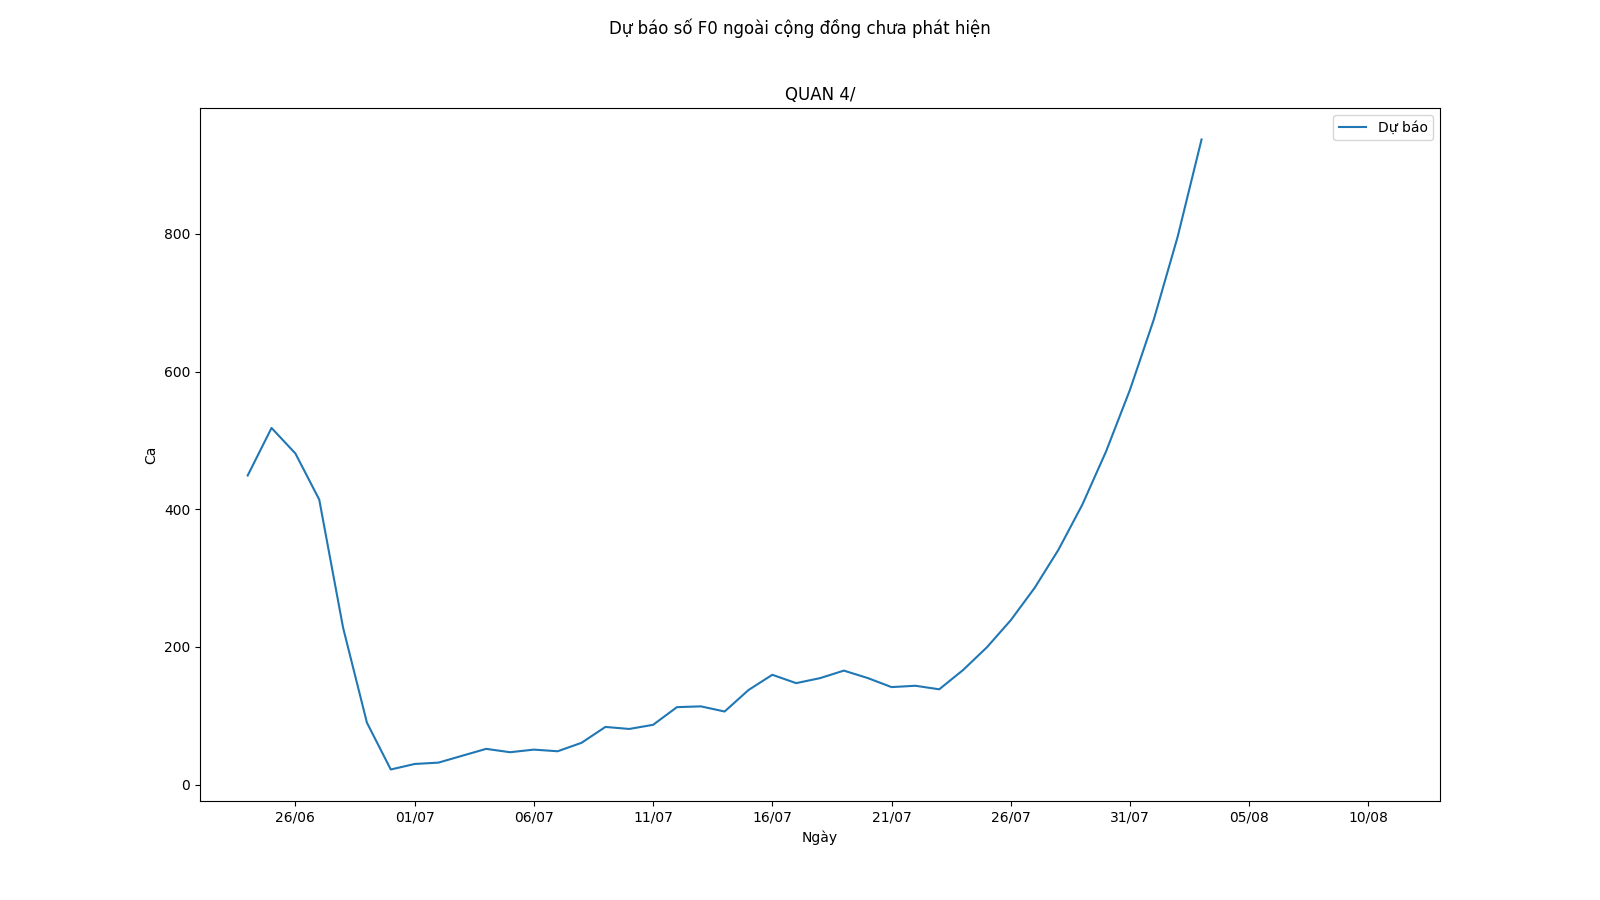 Dự báo số F0 ngoài cộng đồng chưa phát hiện
QUAN 4/
Dự báo
800
600
400
200
0
Ca
26/06 01/07 06/07 11/07 16/07 21/07 26/07 31/07 05/08 10/08
Ngày